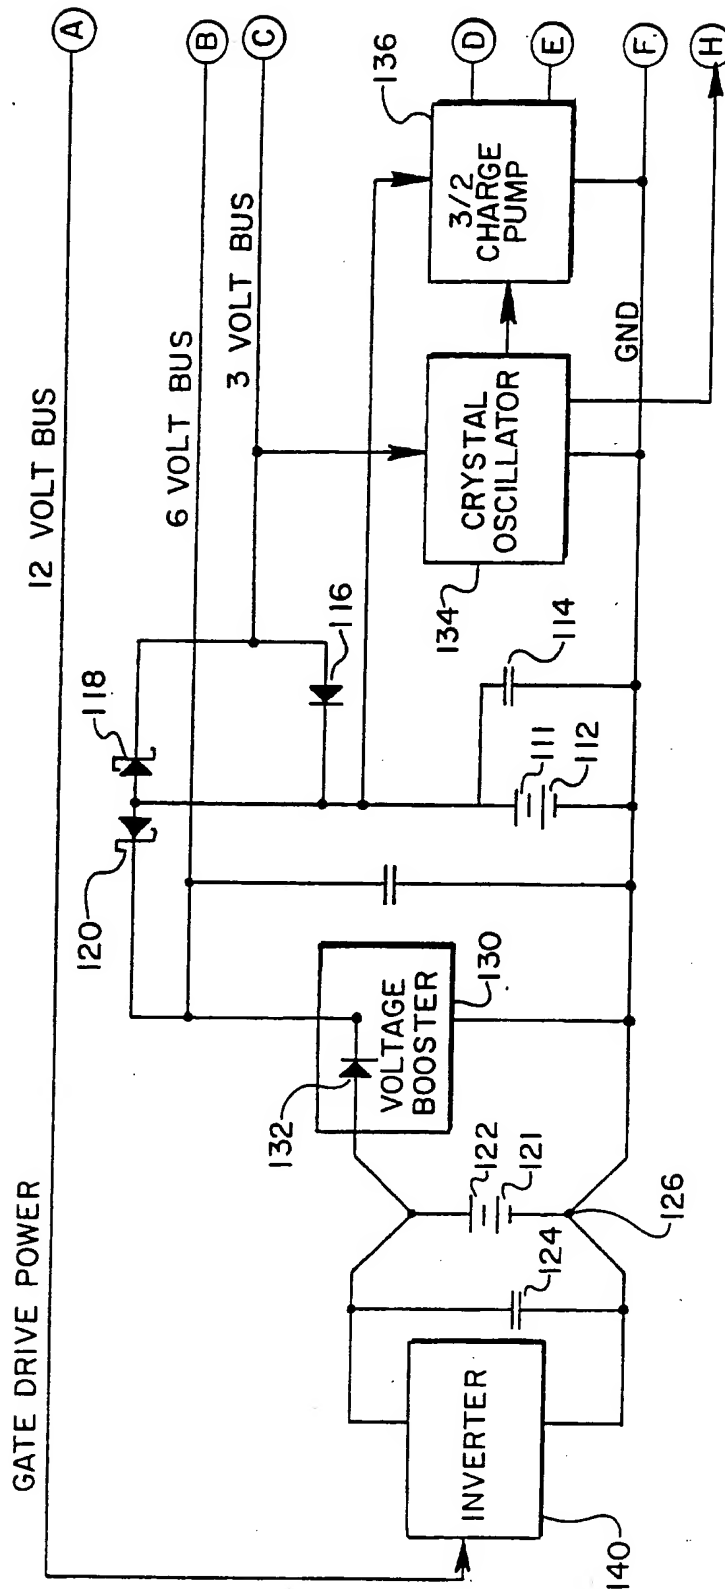 GATE DRIVE POWER
12 VOLT BUS
A
6 VOLT BUS
B
3 VOLT BUS
C
120
118
116
136
3/2
CHARGE
PUMP
D
E
CRYSTAL
OSCILLATOR
134
GND
F
H
114
111
112
130
VOLTAGE
BOOSTER
132
122
121
126
124
INVERTER
140